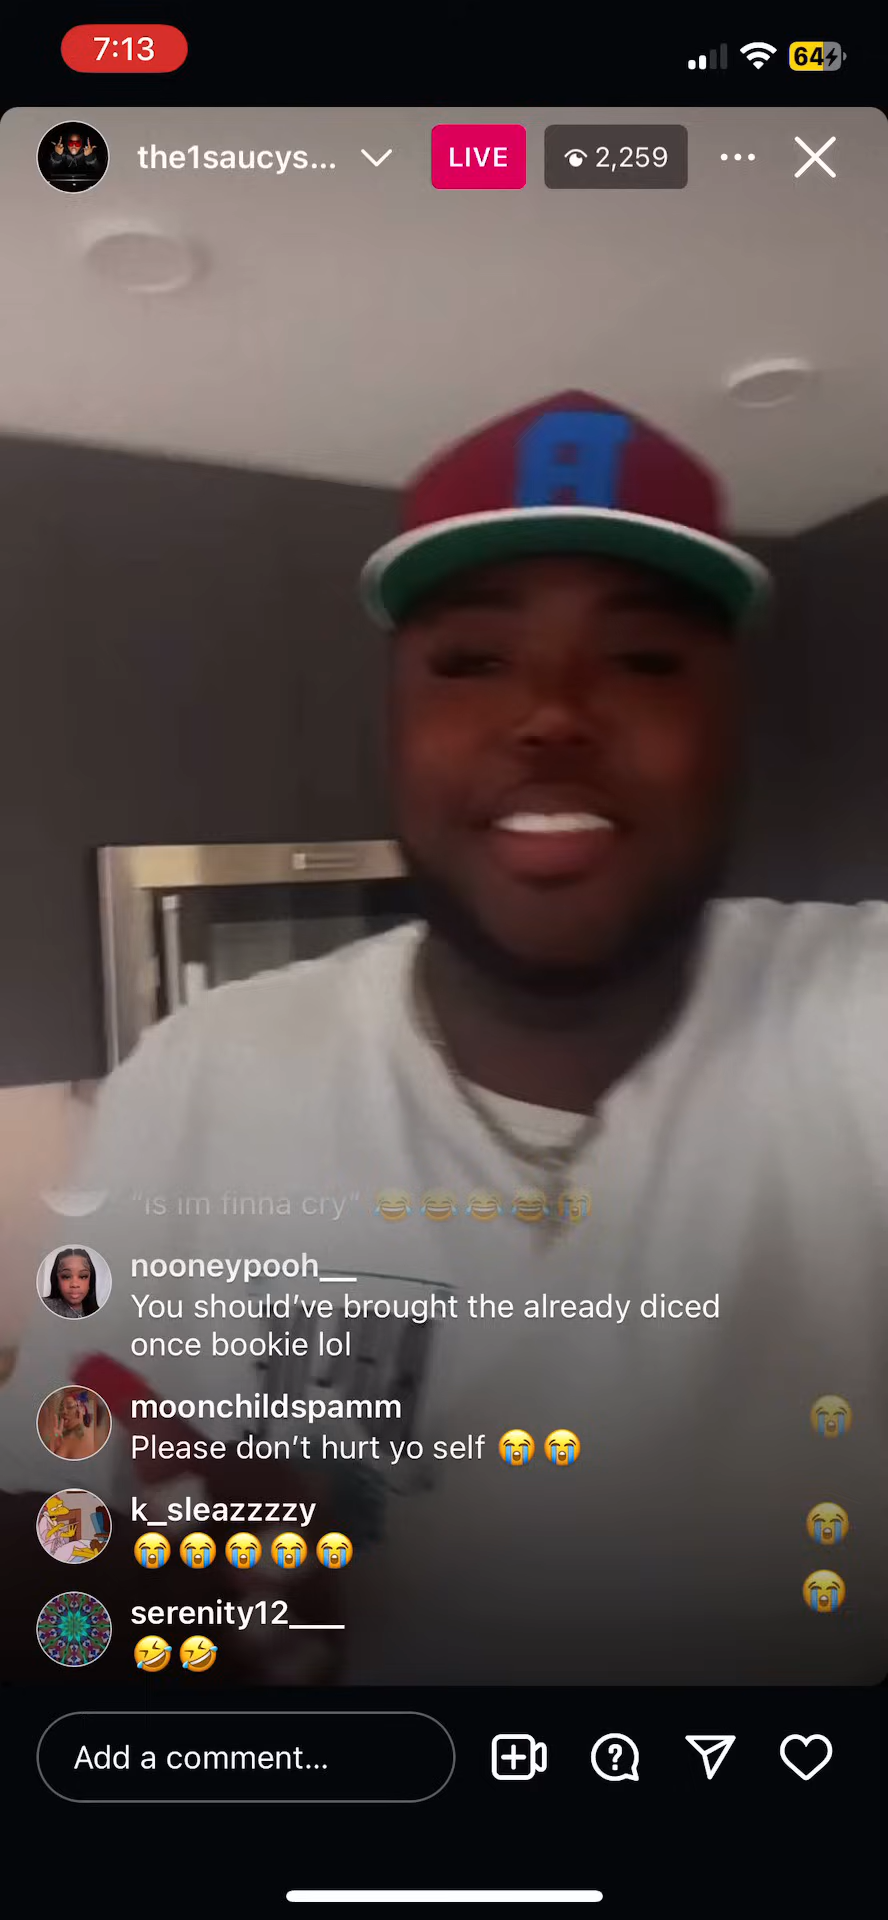 7:13
64
the1saucys...
LIVE
2,259
"is im finna cry" 😂😂😂😂😭
nooneypooh__
You should've brought the already diced
once bookie lol
moonchildspamm
Please don't hurt yo self 😭😭
k_sleazzzzy
😭😭😭😭😭
serenity12___
🤣🤣
Add a comment...